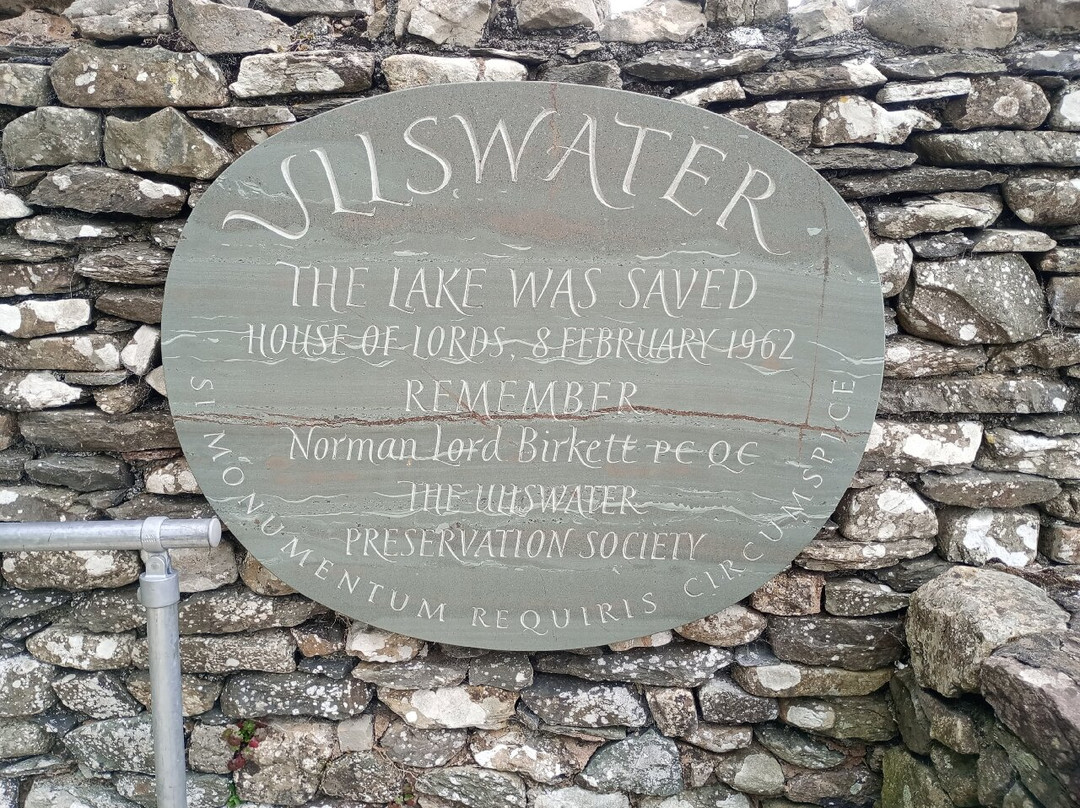 ULLSWATER
THE LAKE WAS SAVED
HOUSE OF LORDS, 8 FEBRUARY 1962
REMEMBER
Norman Lord Birkett PC QC
THE ULLSWATER
PRESERVATION SOCIETY
SI MONUMENTUM REQUIRIS CIRCUMSPICE